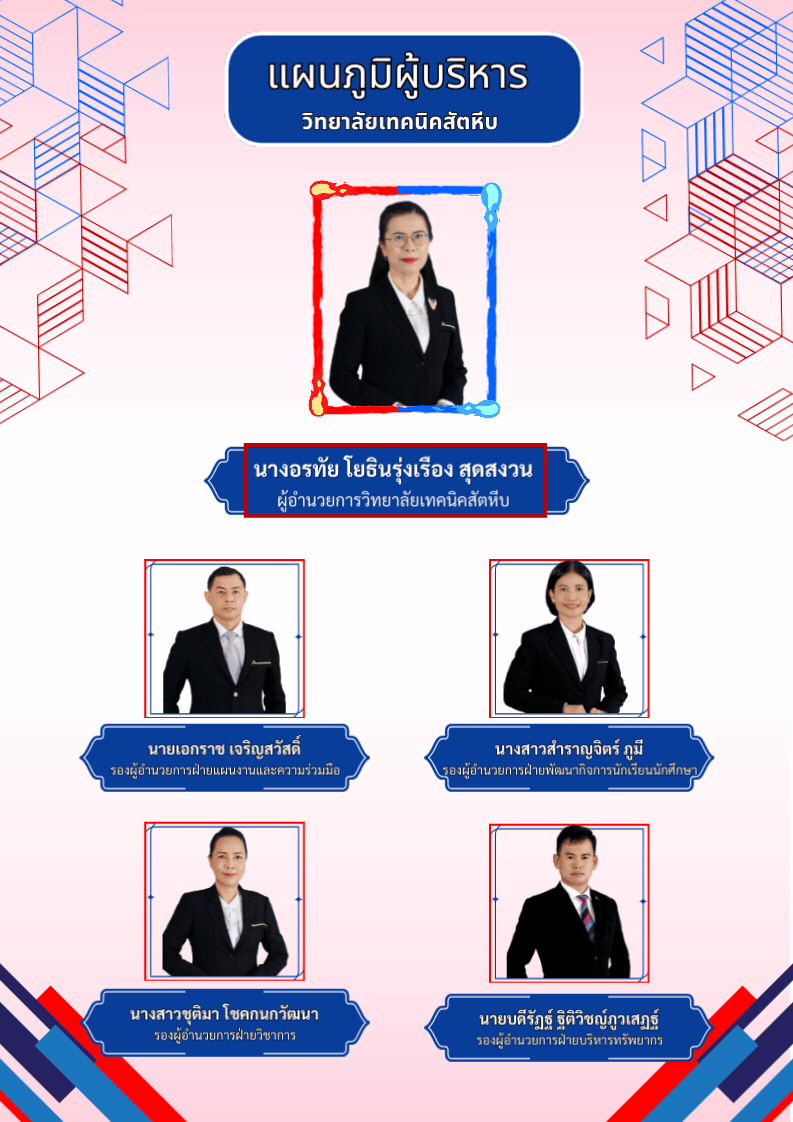 แผนภูมิผู้บริหาร
วิทยาลัยเทคนิคสัตหีบ
นางอรทัย โยธินรุ่งเรือง สุดสงวน
ผู้อำนวยการวิทยาลัยเทคนิคสัตหีบ
นายเอกราช เจริญสวัสดิ์
รองผู้อำนวยการฝ่ายแผนงานและความร่วมมือ
นางสาวสำราญจิตร์ ภูมี
รองผู้อำนวยการฝ่ายพัฒนากิจการนักเรียนนักศึกษา
นางสาวชุติมา โชคกนกวัฒนา
รองผู้อำนวยการฝ่ายวิชาการ
นายบดีรัฏฐ์ ฐิติวิชญ์ภูวเสฏฐ์
รองผู้อำนวยการฝ่ายบริหารทรัพยากร